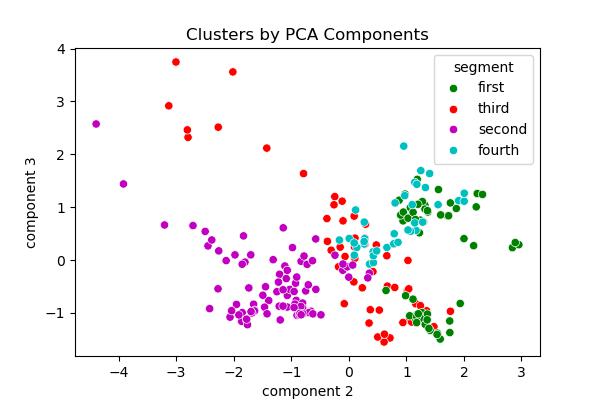 Clusters by PCA Components
segment
first
third
second
fourth
component 3
4
3
2
1
0
−1
−4
−3
−2
−1
0
1
2
3
component 2